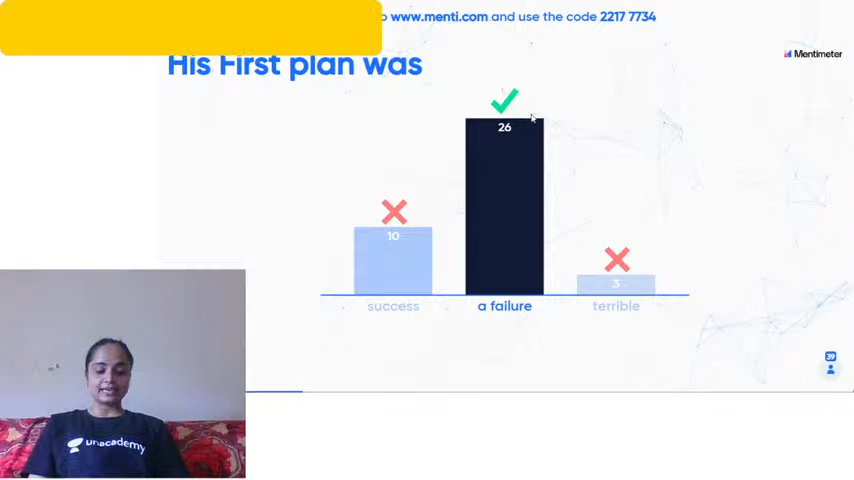 www.menti.com and use the code 2217 7734
Mentimeter
His First plan was
26
10
3
success
a failure
terrible
39
unacademy